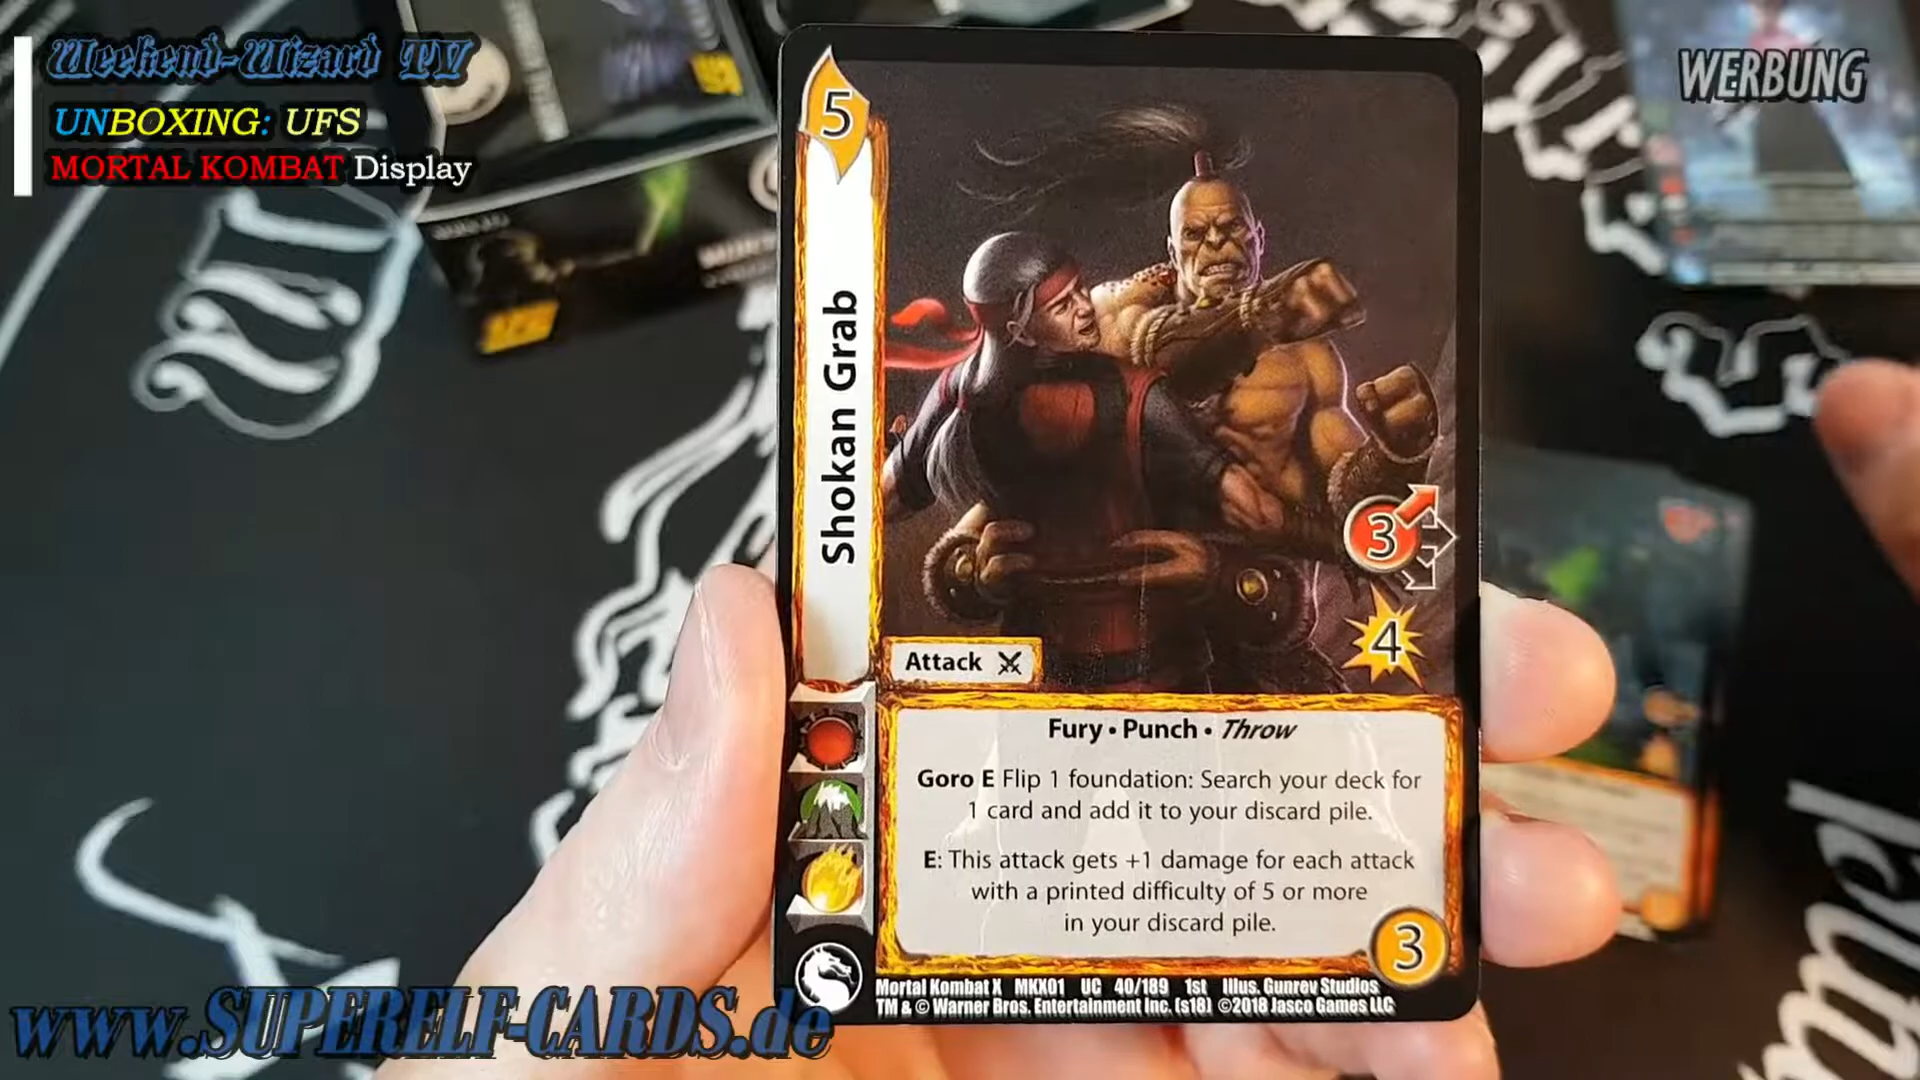 Weekend-Wizard TV
UNBOXING: UFS
MORTAL KOMBAT Display
WERBUNG
5
Shokan Grab
3
4
Attack
Fury • Punch • Throw
Goro E Flip 1 foundation: Search your deck for
1 card and add it to your discard pile.
E: This attack gets +1 damage for each attack
with a printed difficulty of 5 or more
in your discard pile.
3
Mortal Kombat X MKX01 UC 40/189 1st Illus. Gunrev Studios
TM & © Warner Bros. Entertainment Inc. (s18) ©2018 Jasco Games LLC
www.SUPERELF-CARDS.de